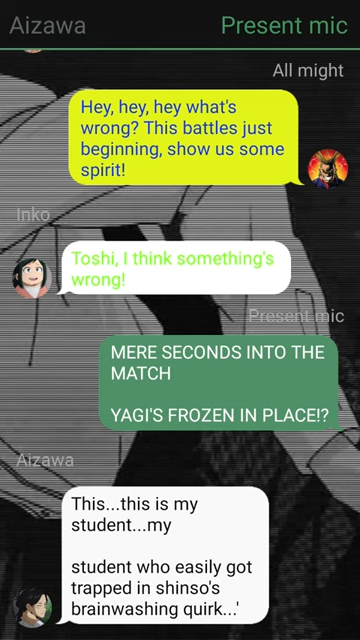 Aizawa
Present mic
All might
Hey, hey, hey what's
wrong? This battles just
beginning, show us some
spirit!
Inko
Toshi, I think something's
wrong!
Present mic
MERE SECONDS INTO THE
MATCH
YAGI'S FROZEN IN PLACE!?
Aizawa
This...this is my
student...my
student who easily got
trapped in shinso's
brainwashing quirk...'